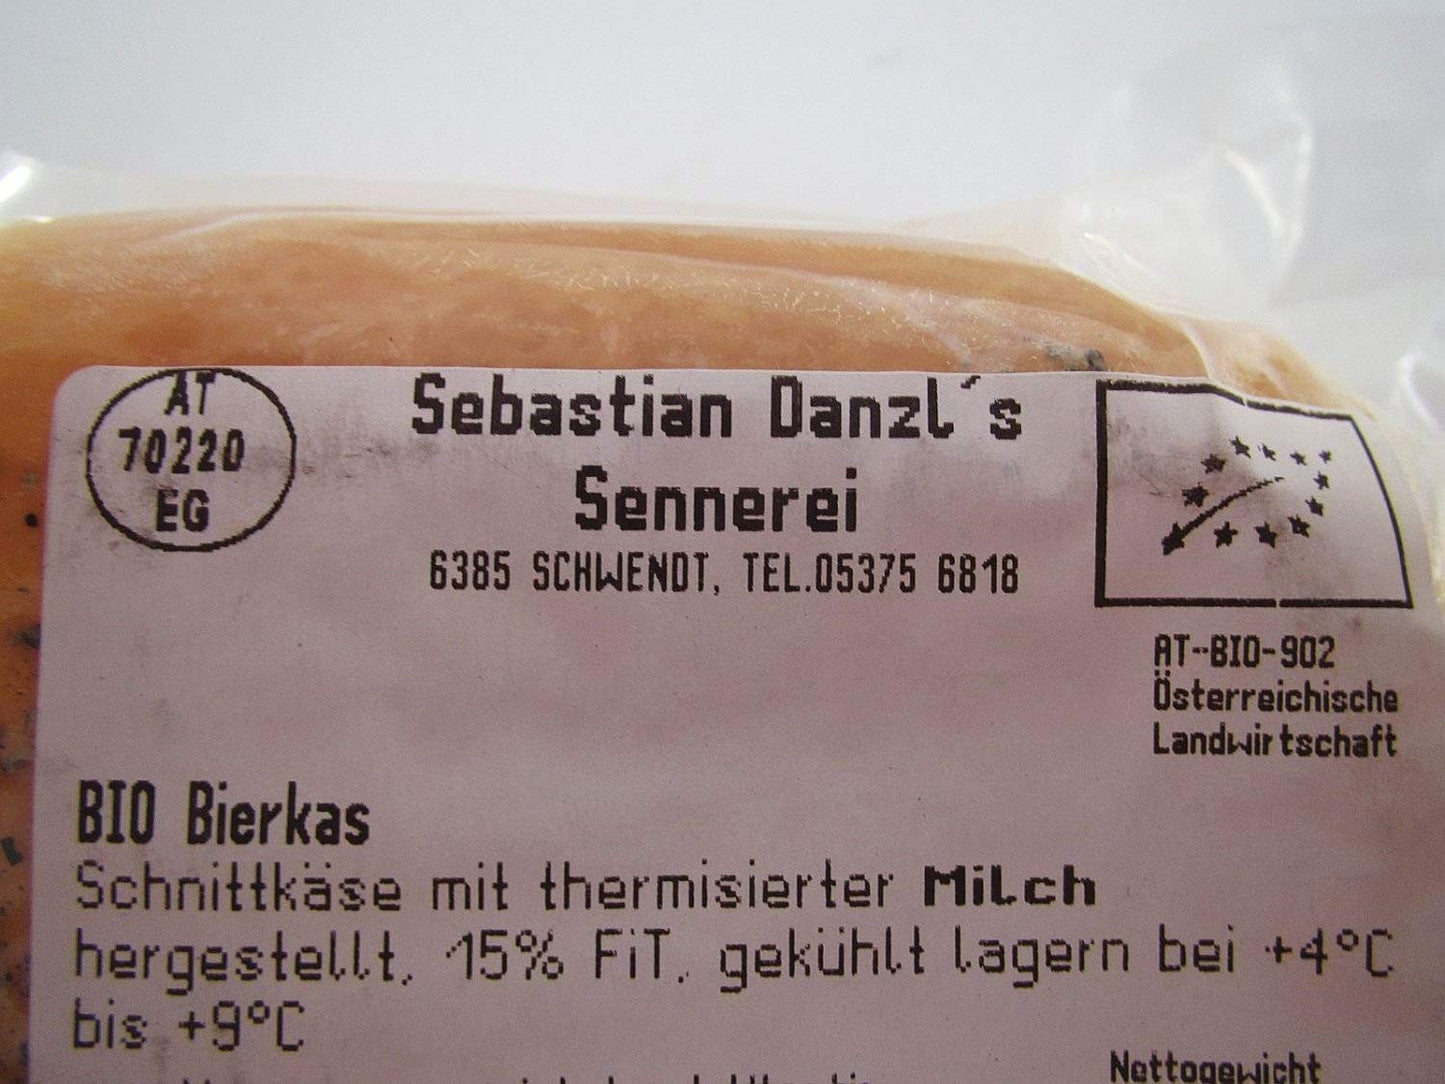 AT
70220
EG
Sebastian Danzl´s
Sennerei
6385 SCHWENDT, TEL.05375 6818
AT-BIO-902
Österreichische
Landwirtschaft
BIO Bierkas
Schnittkäse mit thermisierter Milch
hergestellt. 15% FiT. gekühlt lagern bei +4°C
bis +9°C
Nettogewicht